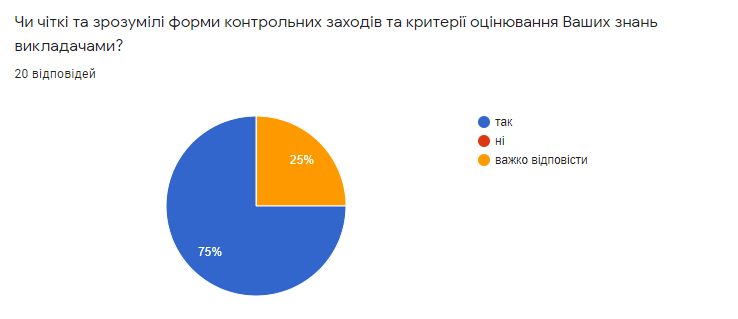 Чи чіткі та зрозумілі форми контрольних заходів та критерії оцінювання Ваших знань
викладачами?
20 відповідей
так
ні
важко відповісти
25%
75%